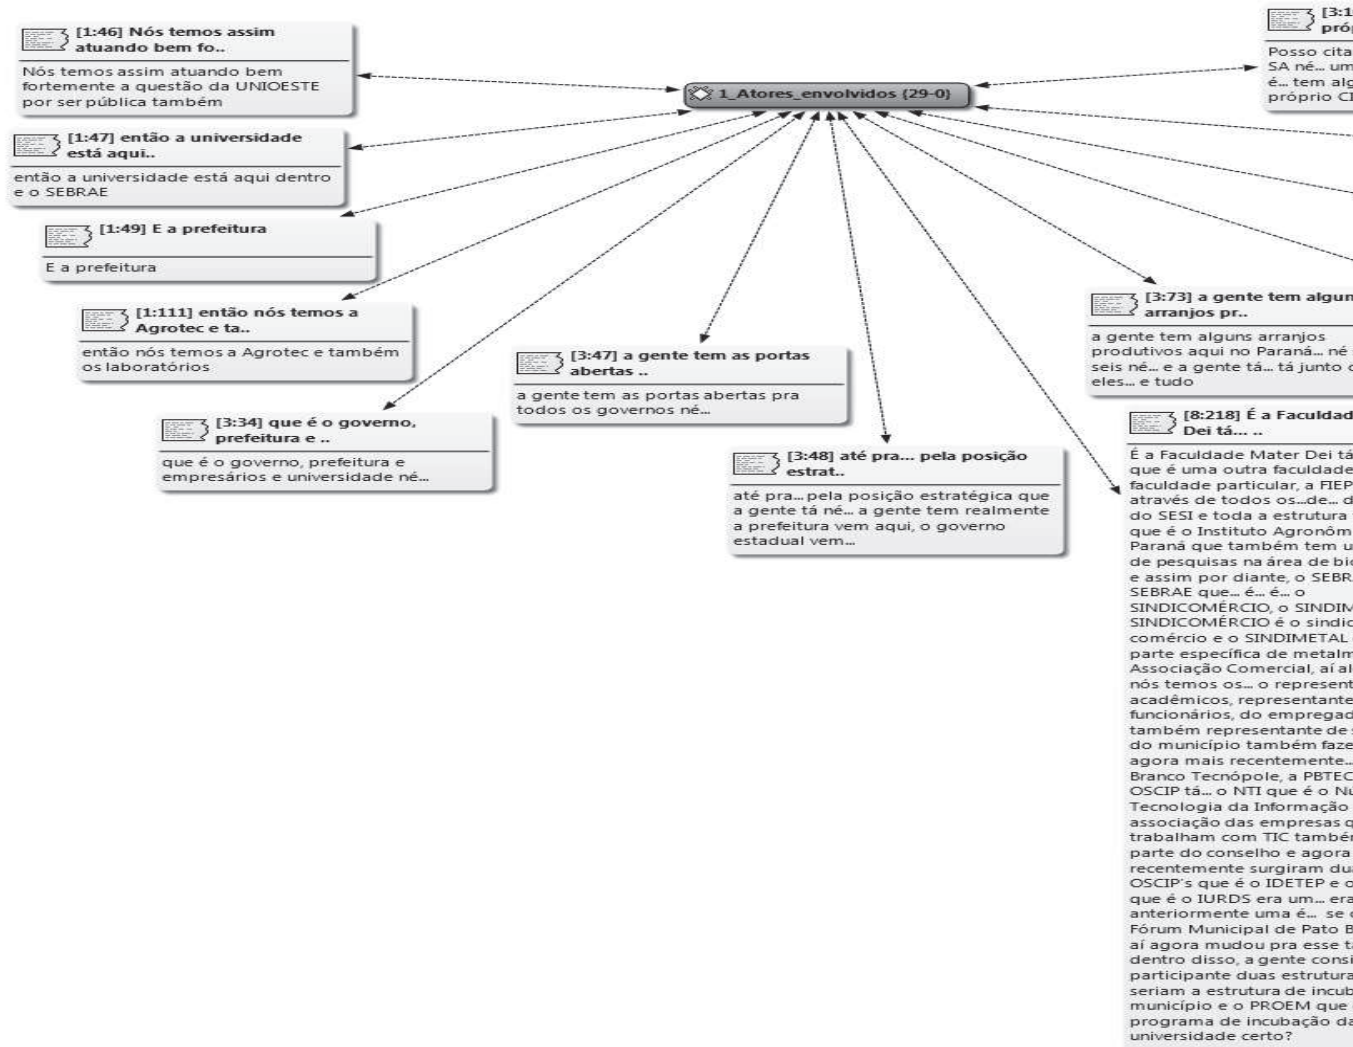 [1:46] Nós temos assim
atuando bem fo..
Nós temos assim atuando bem
fortemente a questão da UNIOESTE
por ser pública também
[1:47] então a universidade
está aqui..
então a universidade está aqui dentro
e o SEBRAE
[1:49] E a prefeitura
E a prefeitura
[1:111] então nós temos a
Agrotec e ta..
então nós temos a Agrotec e também
os laboratórios
[3:34] que é o governo,
prefeitura e ..
que é o governo, prefeitura e
empresários e universidade né...
1_Atores_envolvidos {29-0}
[3:47] a gente tem as portas
abertas ..
a gente tem as portas abertas pra
todos os governos né...
[3:48] até pra... pela posição
estrat..
até pra... pela posição estratégica que
a gente tá né... a gente tem realmente
a prefeitura vem aqui, o governo
estadual vem...
[3:1
próp
Posso cita
SA né... um
é... tem alg
próprio CI
[3:73] a gente tem algun
arranjos pr..
a gente tem alguns arranjos
produtivos aqui no Paraná... né
seis né... e a gente tá... tá junto
eles... e tudo
[8:218] É a Faculdad
Dei tá... ..
É a Faculdade Mater Dei tá
que é uma outra faculdade
faculdade particular, a FIEP
através de todos os...de... d
do SESI e toda a estrutura
que é o Instituto Agronôm
Paraná que também tem u
de pesquisas na área de bio
e assim por diante, o SEBR
SEBRAE que... é... é... o
SINDICOMÉRCIO, o SINDIM
SINDICOMÉRCIO é o sindic
comércio e o SINDIMETAL
parte específica de metalm
Associação Comercial, aí al
nós temos os... o represent
acadêmicos, representante
funcionários, do empregad
também representante de s
do município também faze
agora mais recentemente...
Branco Tecnópole, a PBTEC
OSCIP tá... o NTI que é o Nú
Tecnologia da Informação
associação das empresas q
trabalham com TIC també
parte do conselho e agora
recentemente surgiram dua
OSCIP's que é o IDETEP e o
que é o IURDS era um... era
anteriormente uma é... se
Fórum Municipal de Pato B
aí agora mudou pra esse ta
dentro disso, a gente consi
participante duas estrutura
seriam a estrutura de incub
município e o PROEM que
programa de incubação da
universidade certo?